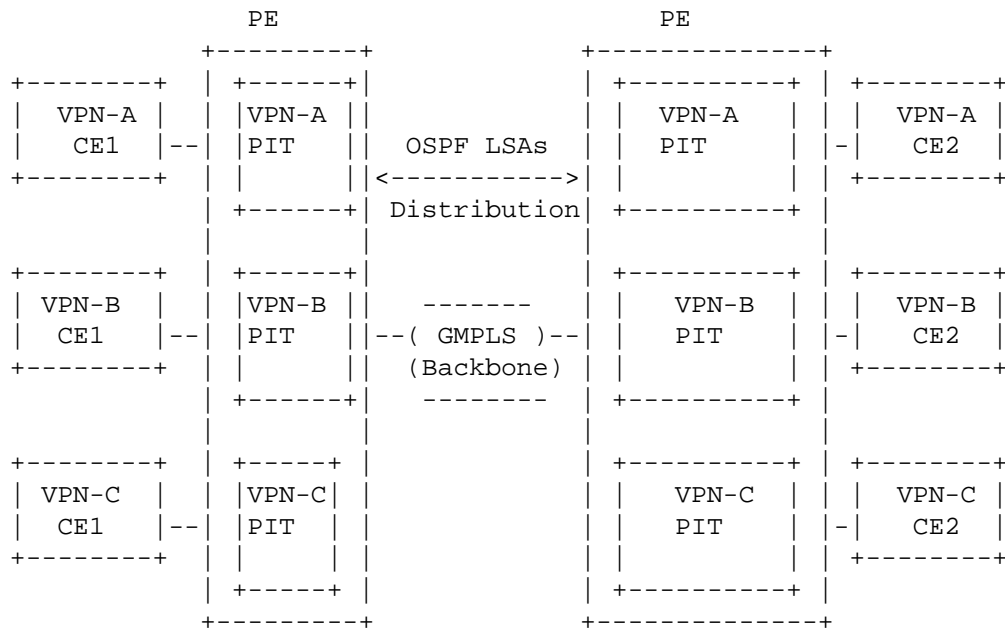 PE PE
VPN-A VPN-A VPN-A VPN-A
CE1 PIT OSPF LSAs PIT CE2
<----------->
Distribution
VPN-B VPN-B ------- VPN-B VPN-B
CE1 PIT --( GMPLS )-- PIT CE2
(Backbone)
--------
VPN-C VPN-C VPN-C VPN-C
CE1 PIT PIT CE2